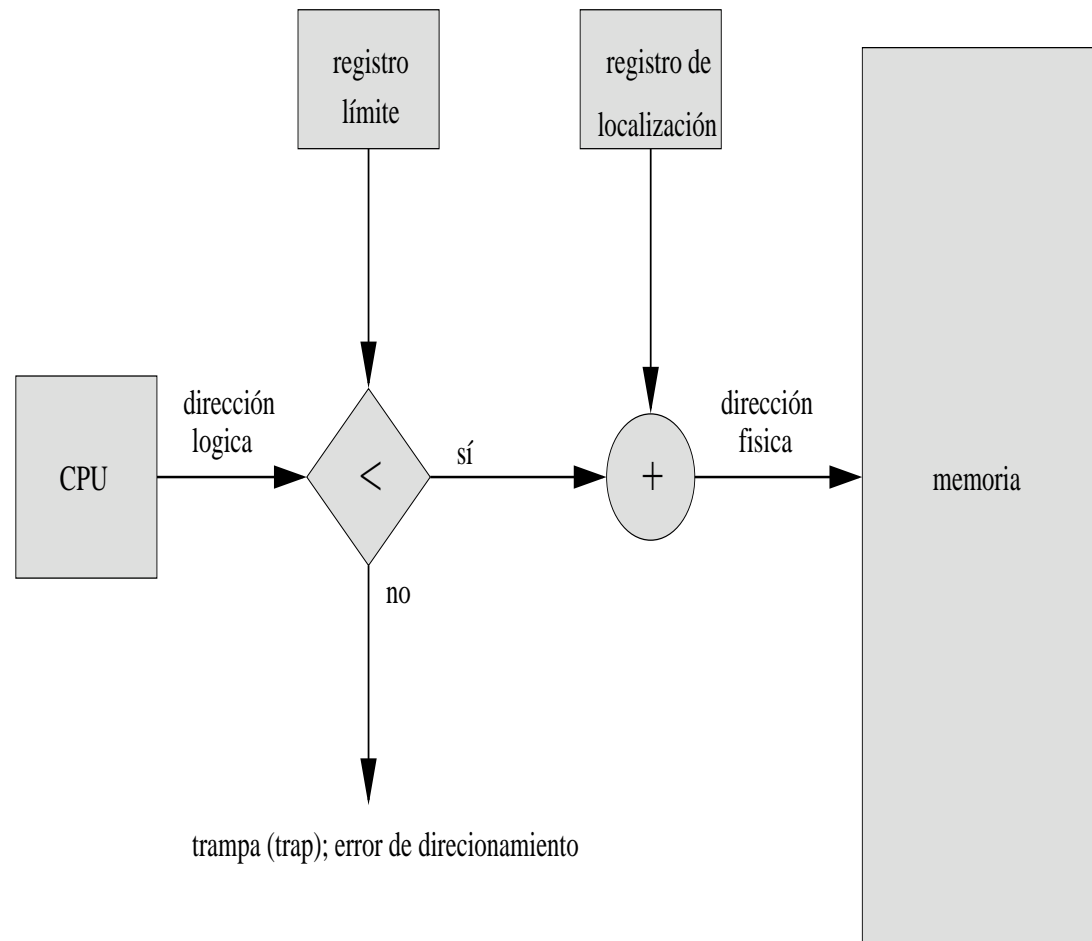 registro
límite
registro de
localización
CPU
dirección
logica
<
sí
+
dirección
fisica
memoria
no
trampa (trap); error de direcionamiento